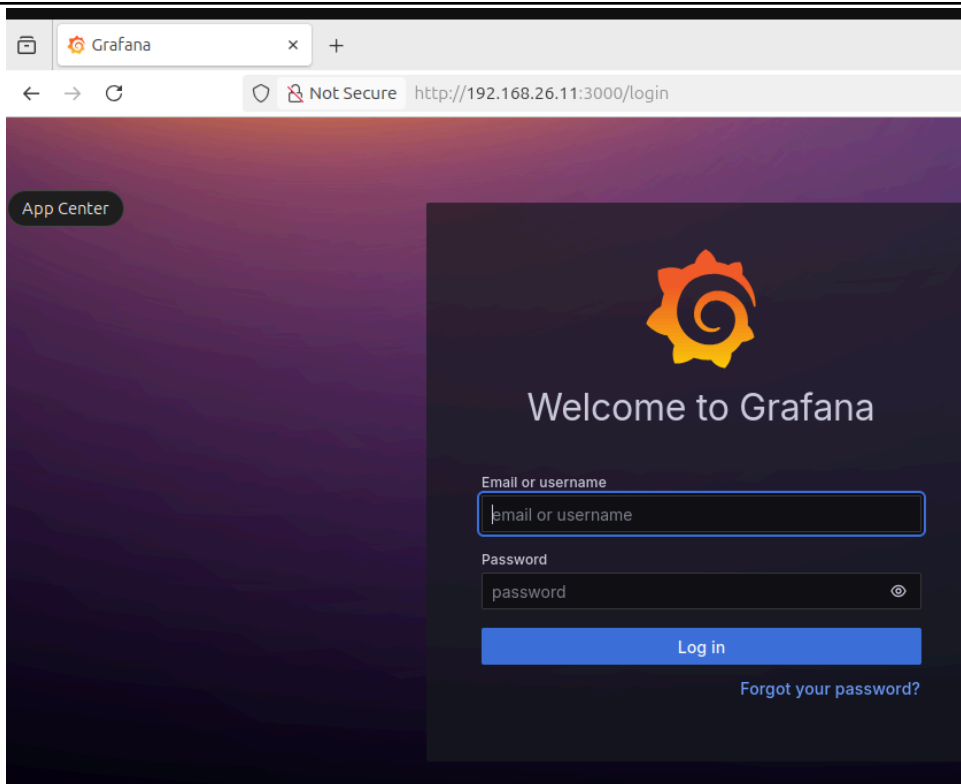 Grafana
Not Secure http://192.168.26.11:3000/login
App Center
Welcome to Grafana
Email or username
email or username
Password
password
Log in
Forgot your password?